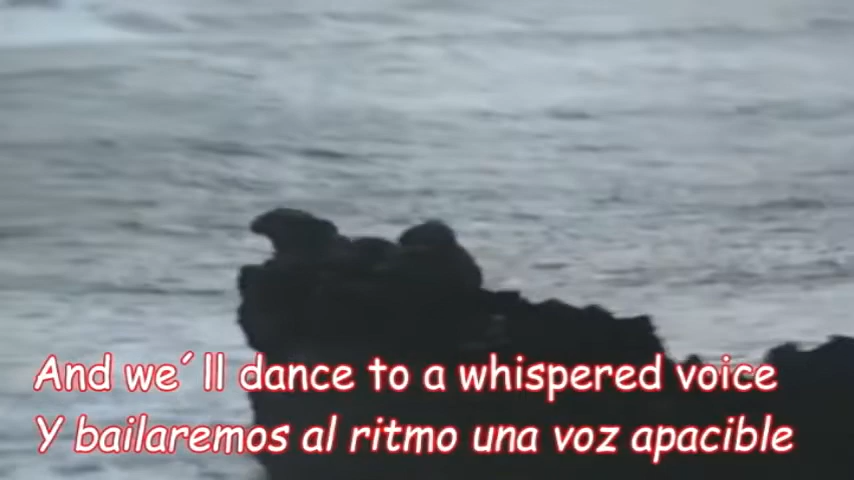 And we´ll dance to a whispered voice
Y bailaremos al ritmo una voz apacible